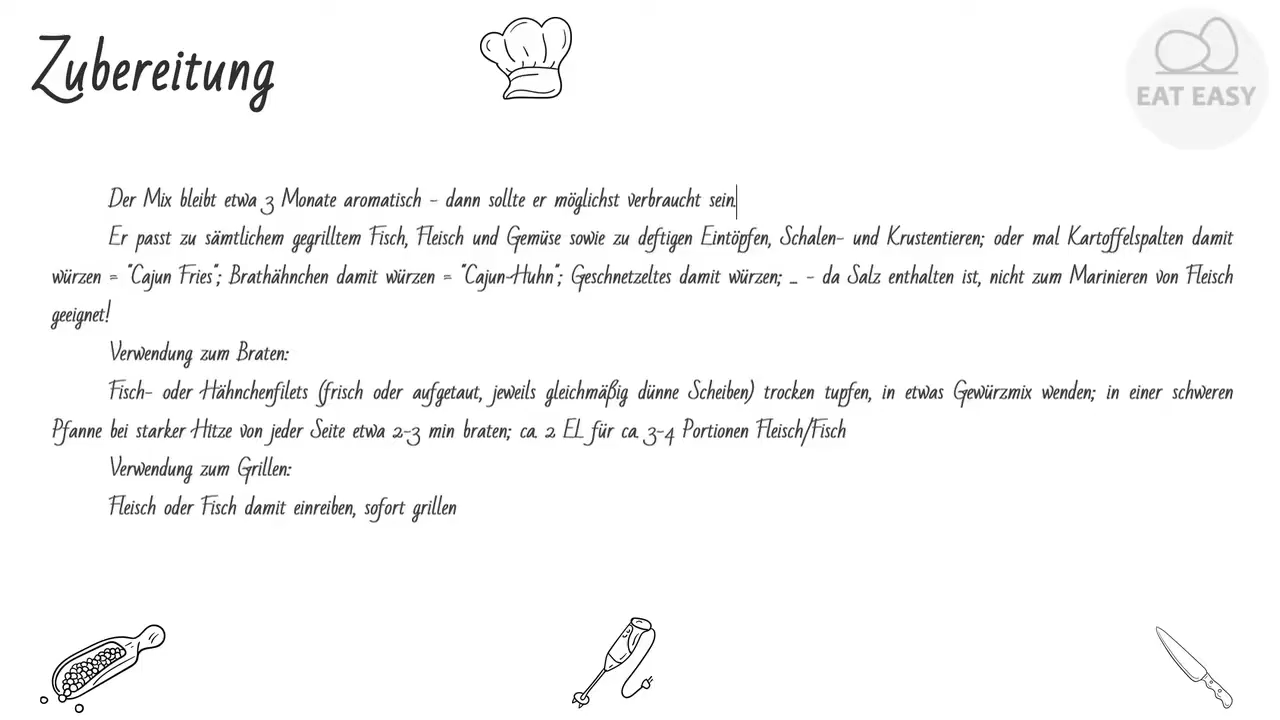 Zubereitung
EAT EASY
Der Mix bleibt etwa 3 Monate aromatisch - dann sollte er möglichst verbraucht sein.
Er passt zu sämtlichem gegrilltem Fisch, Fleisch und Gemüse sowie zu deftigen Eintöpfen, Schalen- und Krustentieren; oder mal Kartoffelspalten damit
würzen = "Cajun Fries"; Brathähnchen damit würzen = "Cajun-Huhn"; Geschnetzeltes damit würzen; ... - da Salz enthalten ist, nicht zum Marinieren von Fleisch
geeignet!
Verwendung zum Braten:
Fisch- oder Hähnchenfilets (frisch oder aufgetaut, jeweils gleichmäßig dünne Scheiben) trocken tupfen, in etwas Gewürzmix wenden; in einer schweren
Pfanne bei starker Hitze von jeder Seite etwa 2-3 min braten; ca. 2 EL für ca. 3-4 Portionen Fleisch/Fisch
Verwendung zum Grillen:
Fleisch oder Fisch damit einreiben, sofort grillen